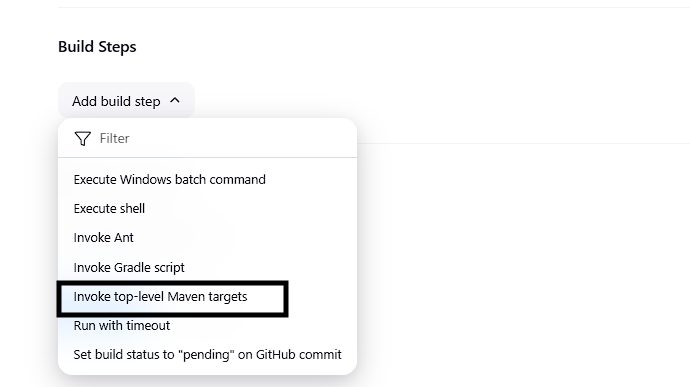 Build Steps
Add build step
Filter
Execute Windows batch command
Execute shell
Invoke Ant
Invoke Gradle script
Invoke top-level Maven targets
Run with timeout
Set build status to "pending" on GitHub commit